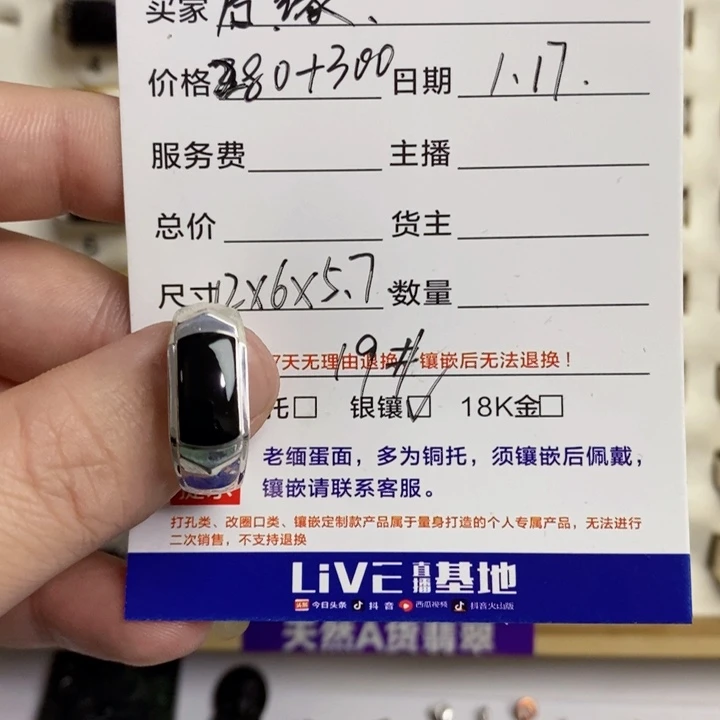 买家
价格 380+300 日期 1.17.
服务费 主播
总价 货主
尺寸 12X6X5.7 数量
7天无理由退换 镶嵌后无法退换！
19#
托□ 银镶☑ 18K金□
老缅蛋面，多为铜托，须镶嵌后佩戴，
镶嵌请联系客服。
打孔类、改圈口类、镶嵌定制款产品属于量身打造的个人专属产品，无法进行
二次销售，不支持退换
LiVE 直播 基地
今日头条 抖音 西瓜视频 抖音火山版
天然A货翡翠